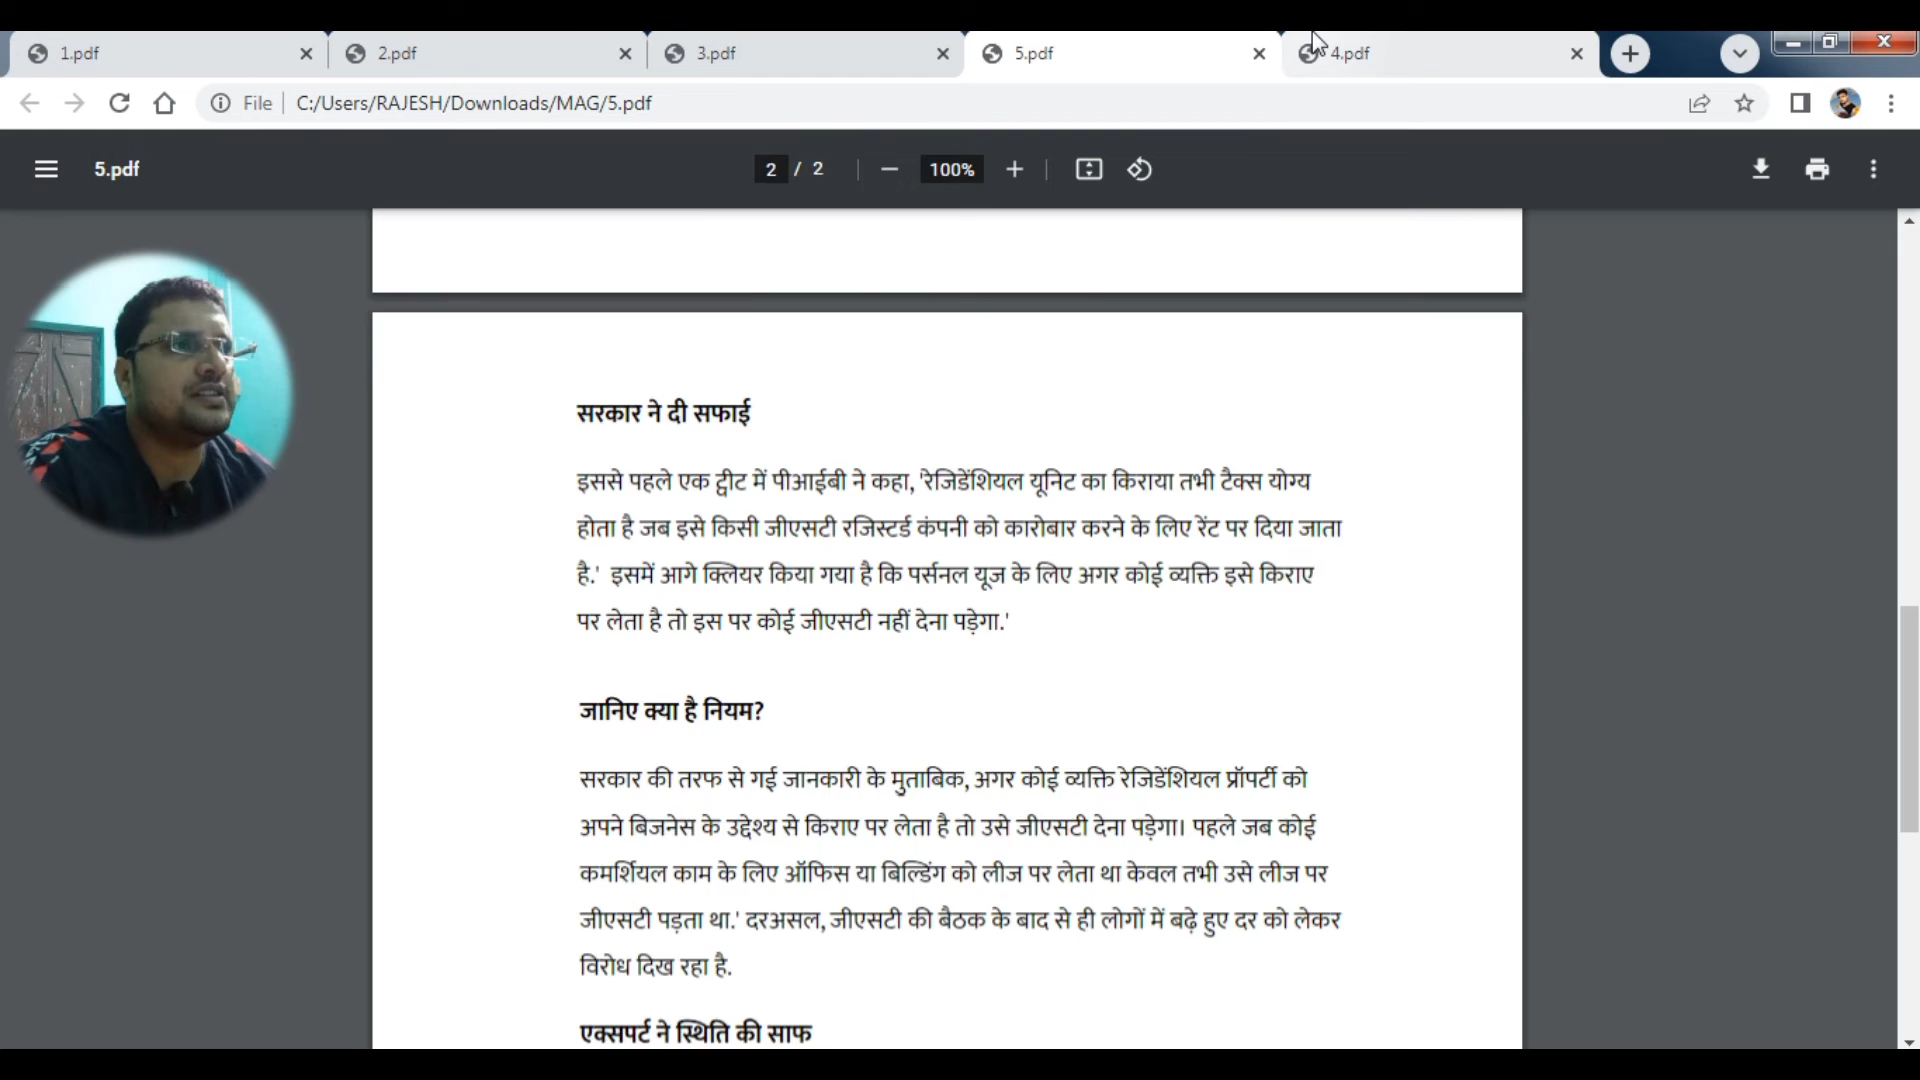 1.pdf
2.pdf
3.pdf
5.pdf
4.pdf
File
C:/Users/RAJESH/Downloads/MAG/5.pdf
5.pdf
2 / 2
100%
सरकार ने दी सफाई
इससे पहले एक ट्वीट में पीआईबी ने कहा, 'रेजिडेंशियल यूनिट का किराया तभी टैक्स योग्य
होता है जब इसे किसी जीएसटी रजिस्टर्ड कंपनी को कारोबार करने के लिए रेंट पर दिया जाता
है.' इसमें आगे क्लियर किया गया है कि पर्सनल यूज के लिए अगर कोई व्यक्ति इसे किराए
पर लेता है तो इस पर कोई जीएसटी नहीं देना पड़ेगा.'
जानिए क्या है नियम?
सरकार की तरफ से गई जानकारी के मुताबिक, अगर कोई व्यक्ति रेजिडेंशियल प्रॉपर्टी को
अपने बिजनेस के उद्देश्य से किराए पर लेता है तो उसे जीएसटी देना पड़ेगा। पहले जब कोई
कमर्शियल काम के लिए ऑफिस या बिल्डिंग को लीज पर लेता था केवल तभी उसे लीज पर
जीएसटी पड़ता था.' दरअसल, जीएसटी की बैठक के बाद से ही लोगों में बढ़े हुए दर को लेकर
विरोध दिख रहा है.
एक्सपर्ट ने स्थिति की साफ